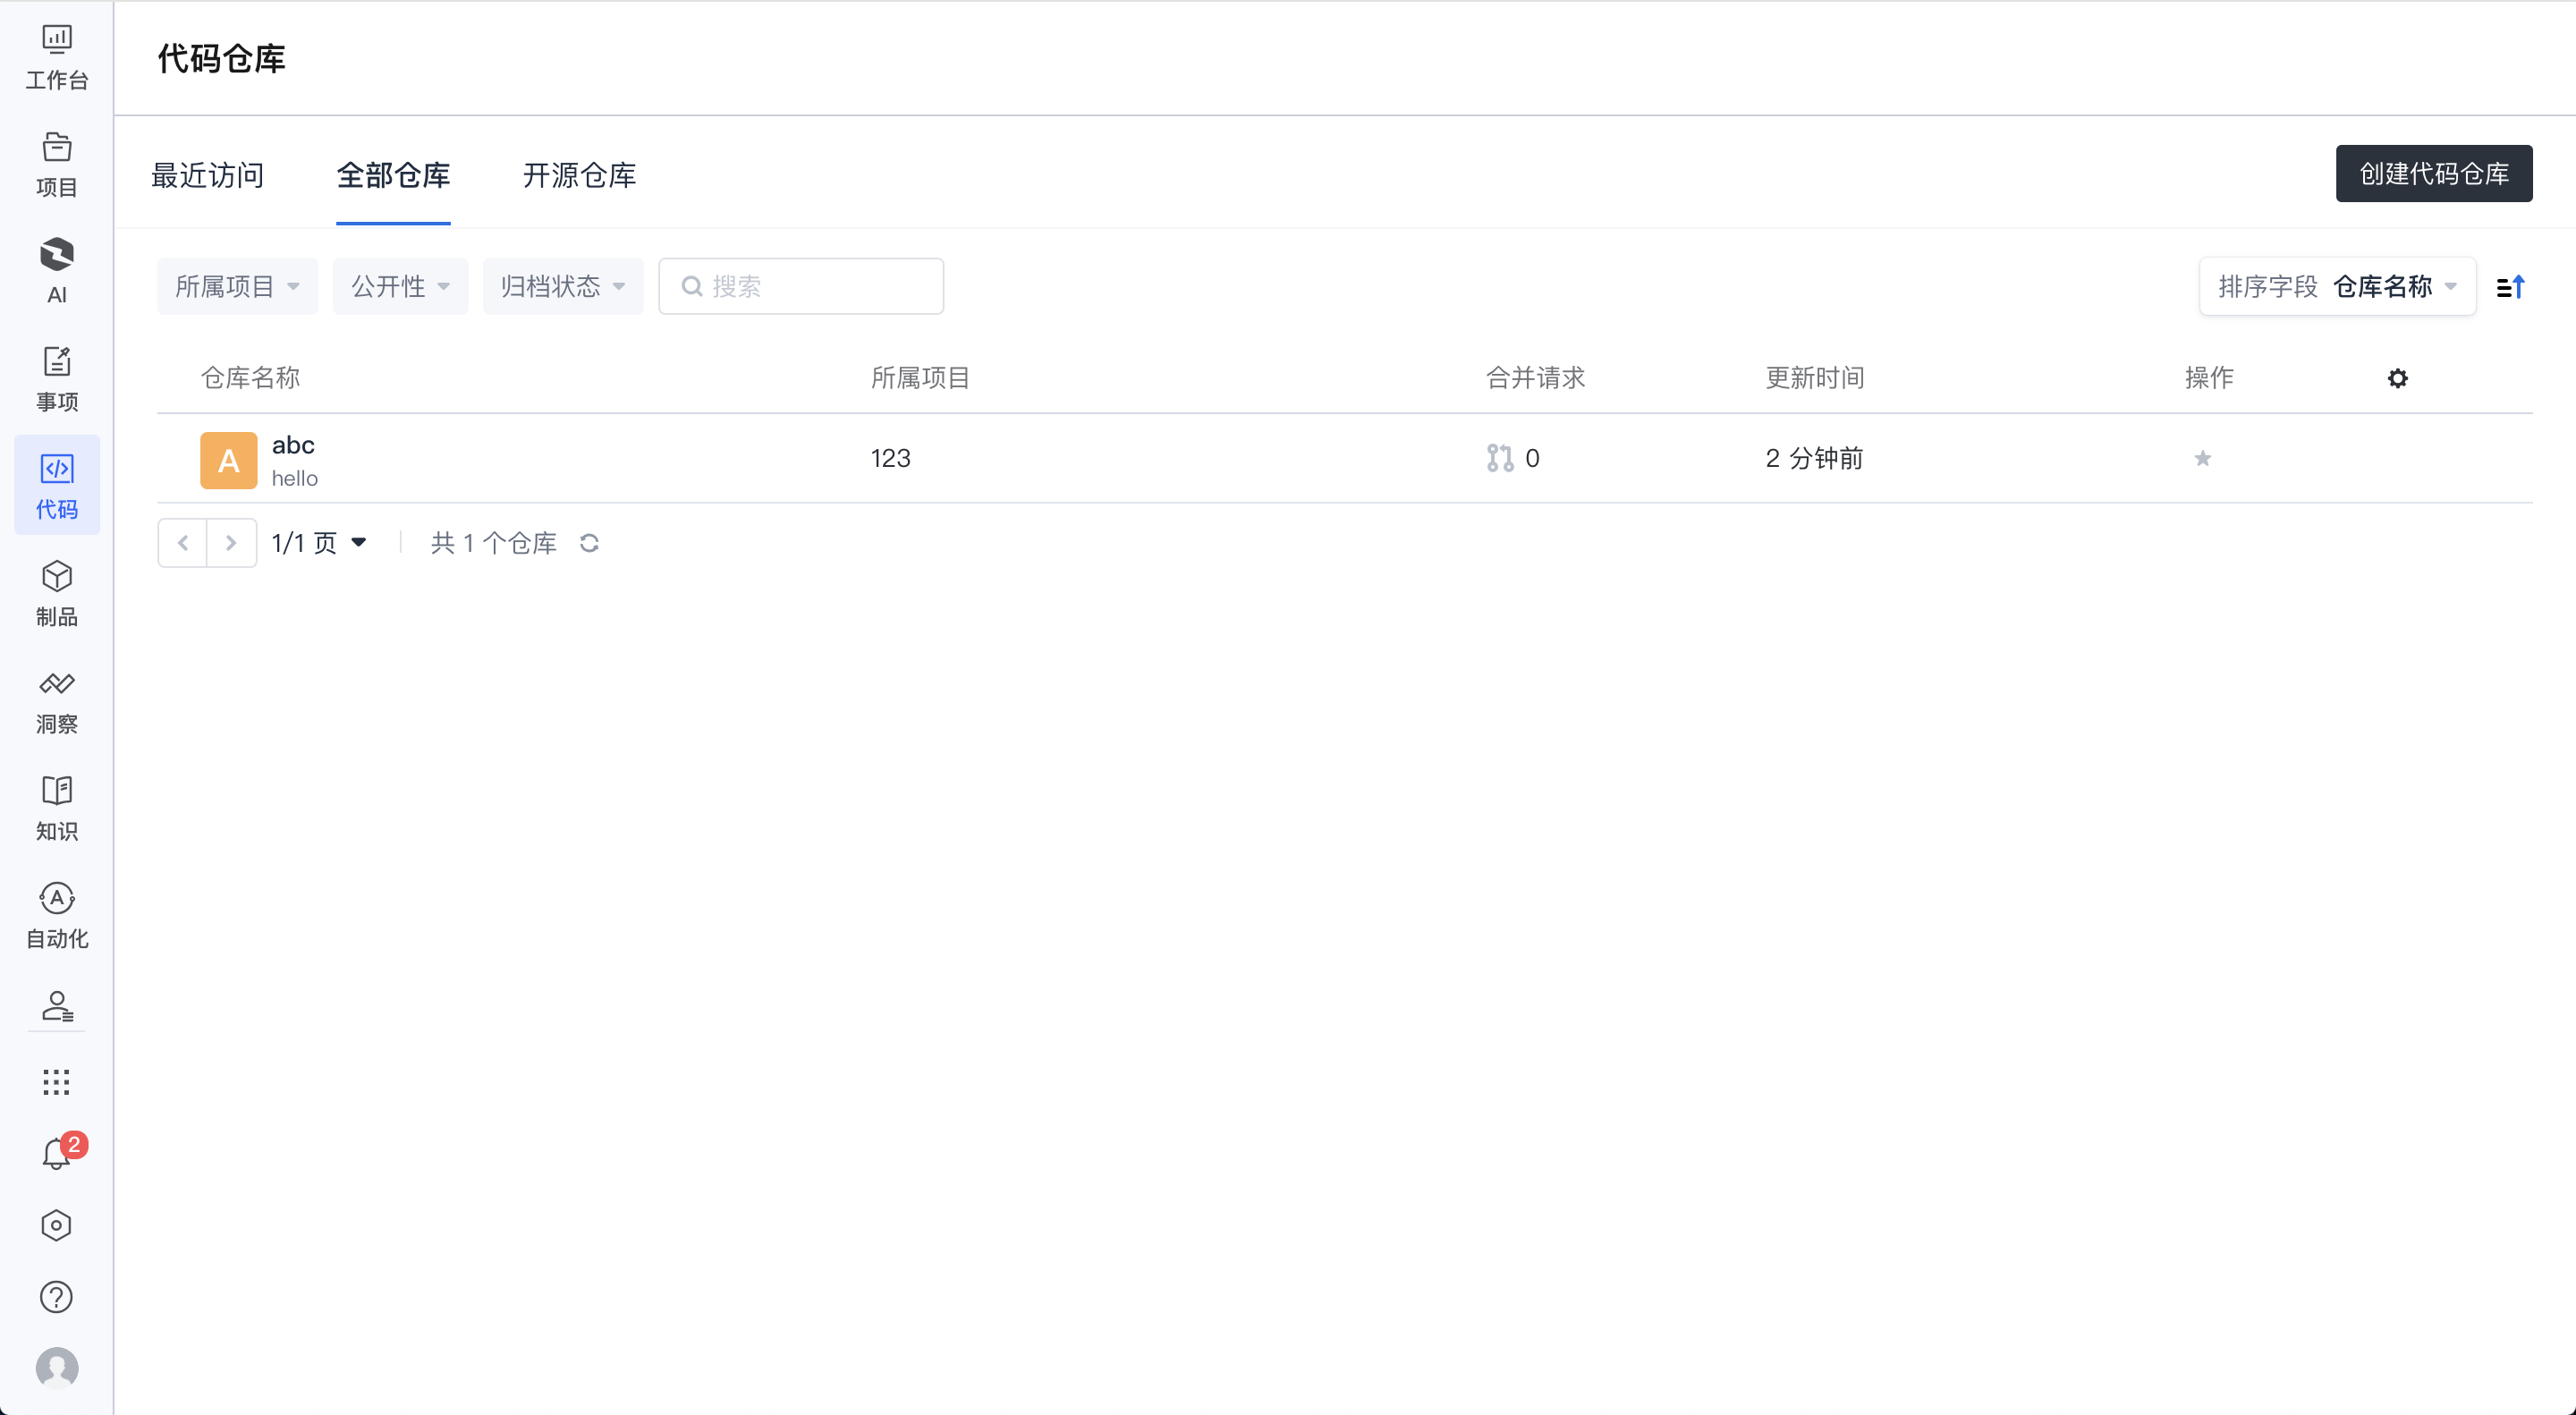 工作台
项目
AI
事项
代码
制品
洞察
知识
自动化
2
代码仓库
最近访问
全部仓库
开源仓库
创建代码仓库
所属项目
公开性
归档状态
搜索
排序字段 仓库名称
仓库名称
所属项目
合并请求
更新时间
操作
A
abc
hello
123
0
2 分钟前
1/1 页
共 1 个仓库